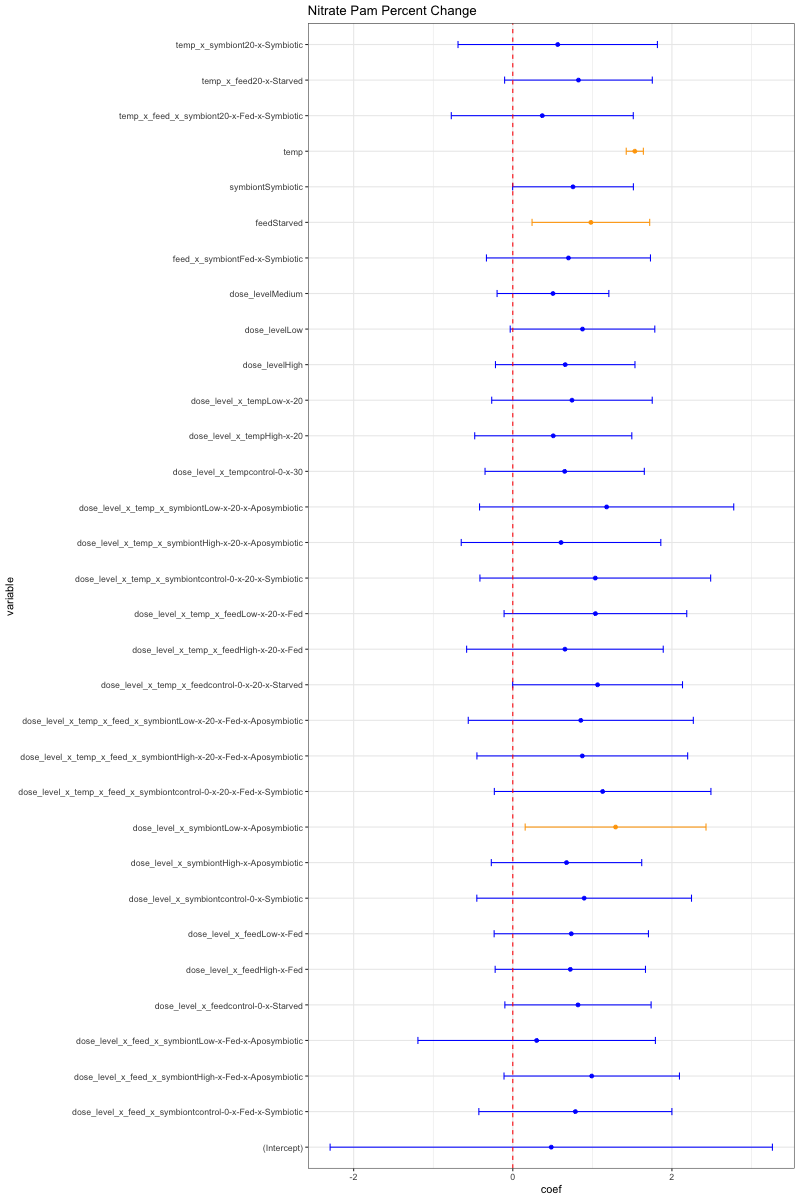 Nitrate Pam Percent Change
temp_x_symbiont20-x-Symbiotic
temp_x_feed20-x-Starved
temp_x_feed_x_symbiont20-x-Fed-x-Symbiotic
temp
symbiontSymbiotic
feedStarved
feed_x_symbiontFed-x-Symbiotic
dose_levelMedium
dose_levelLow
dose_levelHigh
dose_level_x_tempLow-x-20
dose_level_x_tempHigh-x-20
dose_level_x_tempcontrol-0-x-30
dose_level_x_temp_x_symbiontLow-x-20-x-Aposymbiotic
dose_level_x_temp_x_symbiontHigh-x-20-x-Aposymbiotic
dose_level_x_temp_x_symbiontcontrol-0-x-20-x-Symbiotic
dose_level_x_temp_x_feedLow-x-20-x-Fed
dose_level_x_temp_x_feedHigh-x-20-x-Fed
dose_level_x_temp_x_feedcontrol-0-x-20-x-Starved
dose_level_x_temp_x_feed_x_symbiontLow-x-20-x-Fed-x-Aposymbiotic
dose_level_x_temp_x_feed_x_symbiontHigh-x-20-x-Fed-x-Aposymbiotic
dose_level_x_temp_x_feed_x_symbiontcontrol-0-x-20-x-Fed-x-Symbiotic
dose_level_x_symbiontLow-x-Aposymbiotic
dose_level_x_symbiontHigh-x-Aposymbiotic
dose_level_x_symbiontcontrol-0-x-Symbiotic
dose_level_x_feedLow-x-Fed
dose_level_x_feedHigh-x-Fed
dose_level_x_feedcontrol-0-x-Starved
dose_level_x_feed_x_symbiontLow-x-Fed-x-Aposymbiotic
dose_level_x_feed_x_symbiontHigh-x-Fed-x-Aposymbiotic
dose_level_x_feed_x_symbiontcontrol-0-x-Fed-x-Symbiotic
(Intercept)
variable
-2 0 2
coef